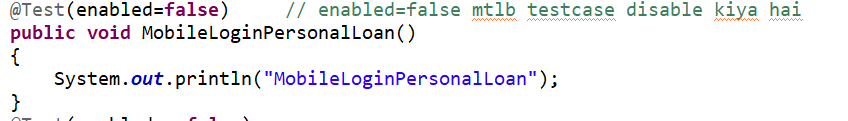 @Test(enabled=false)     // enabled=false mtlb testcase disable kiya hai
public void MobileLoginPersonalLoan()
{
    System.out.println("MobileLoginPersonalLoan");
}